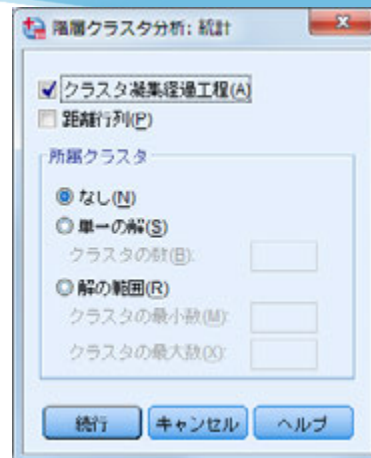 階層クラスタ分析: 統計
クラスタ凝集経過工程(A)
距離行列(P)
所属クラスタ
なし(N)
単一の解(S)
クラスタの数(B):
解の範囲(R)
クラスタの最小数(M):
クラスタの最大数(X):
続行 キャンセル ヘルプ